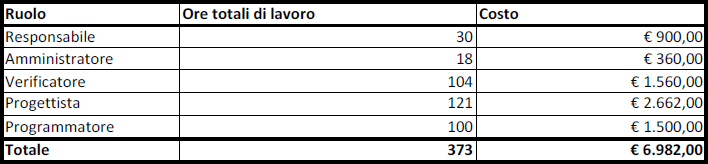 Ruolo Ore totali di lavoro Costo
Responsabile 30 € 900,00
Amministratore 18 € 360,00
Verificatore 104 € 1.560,00
Progettista 121 € 2.662,00
Programmatore 100 € 1.500,00
Totale 373 € 6.982,00